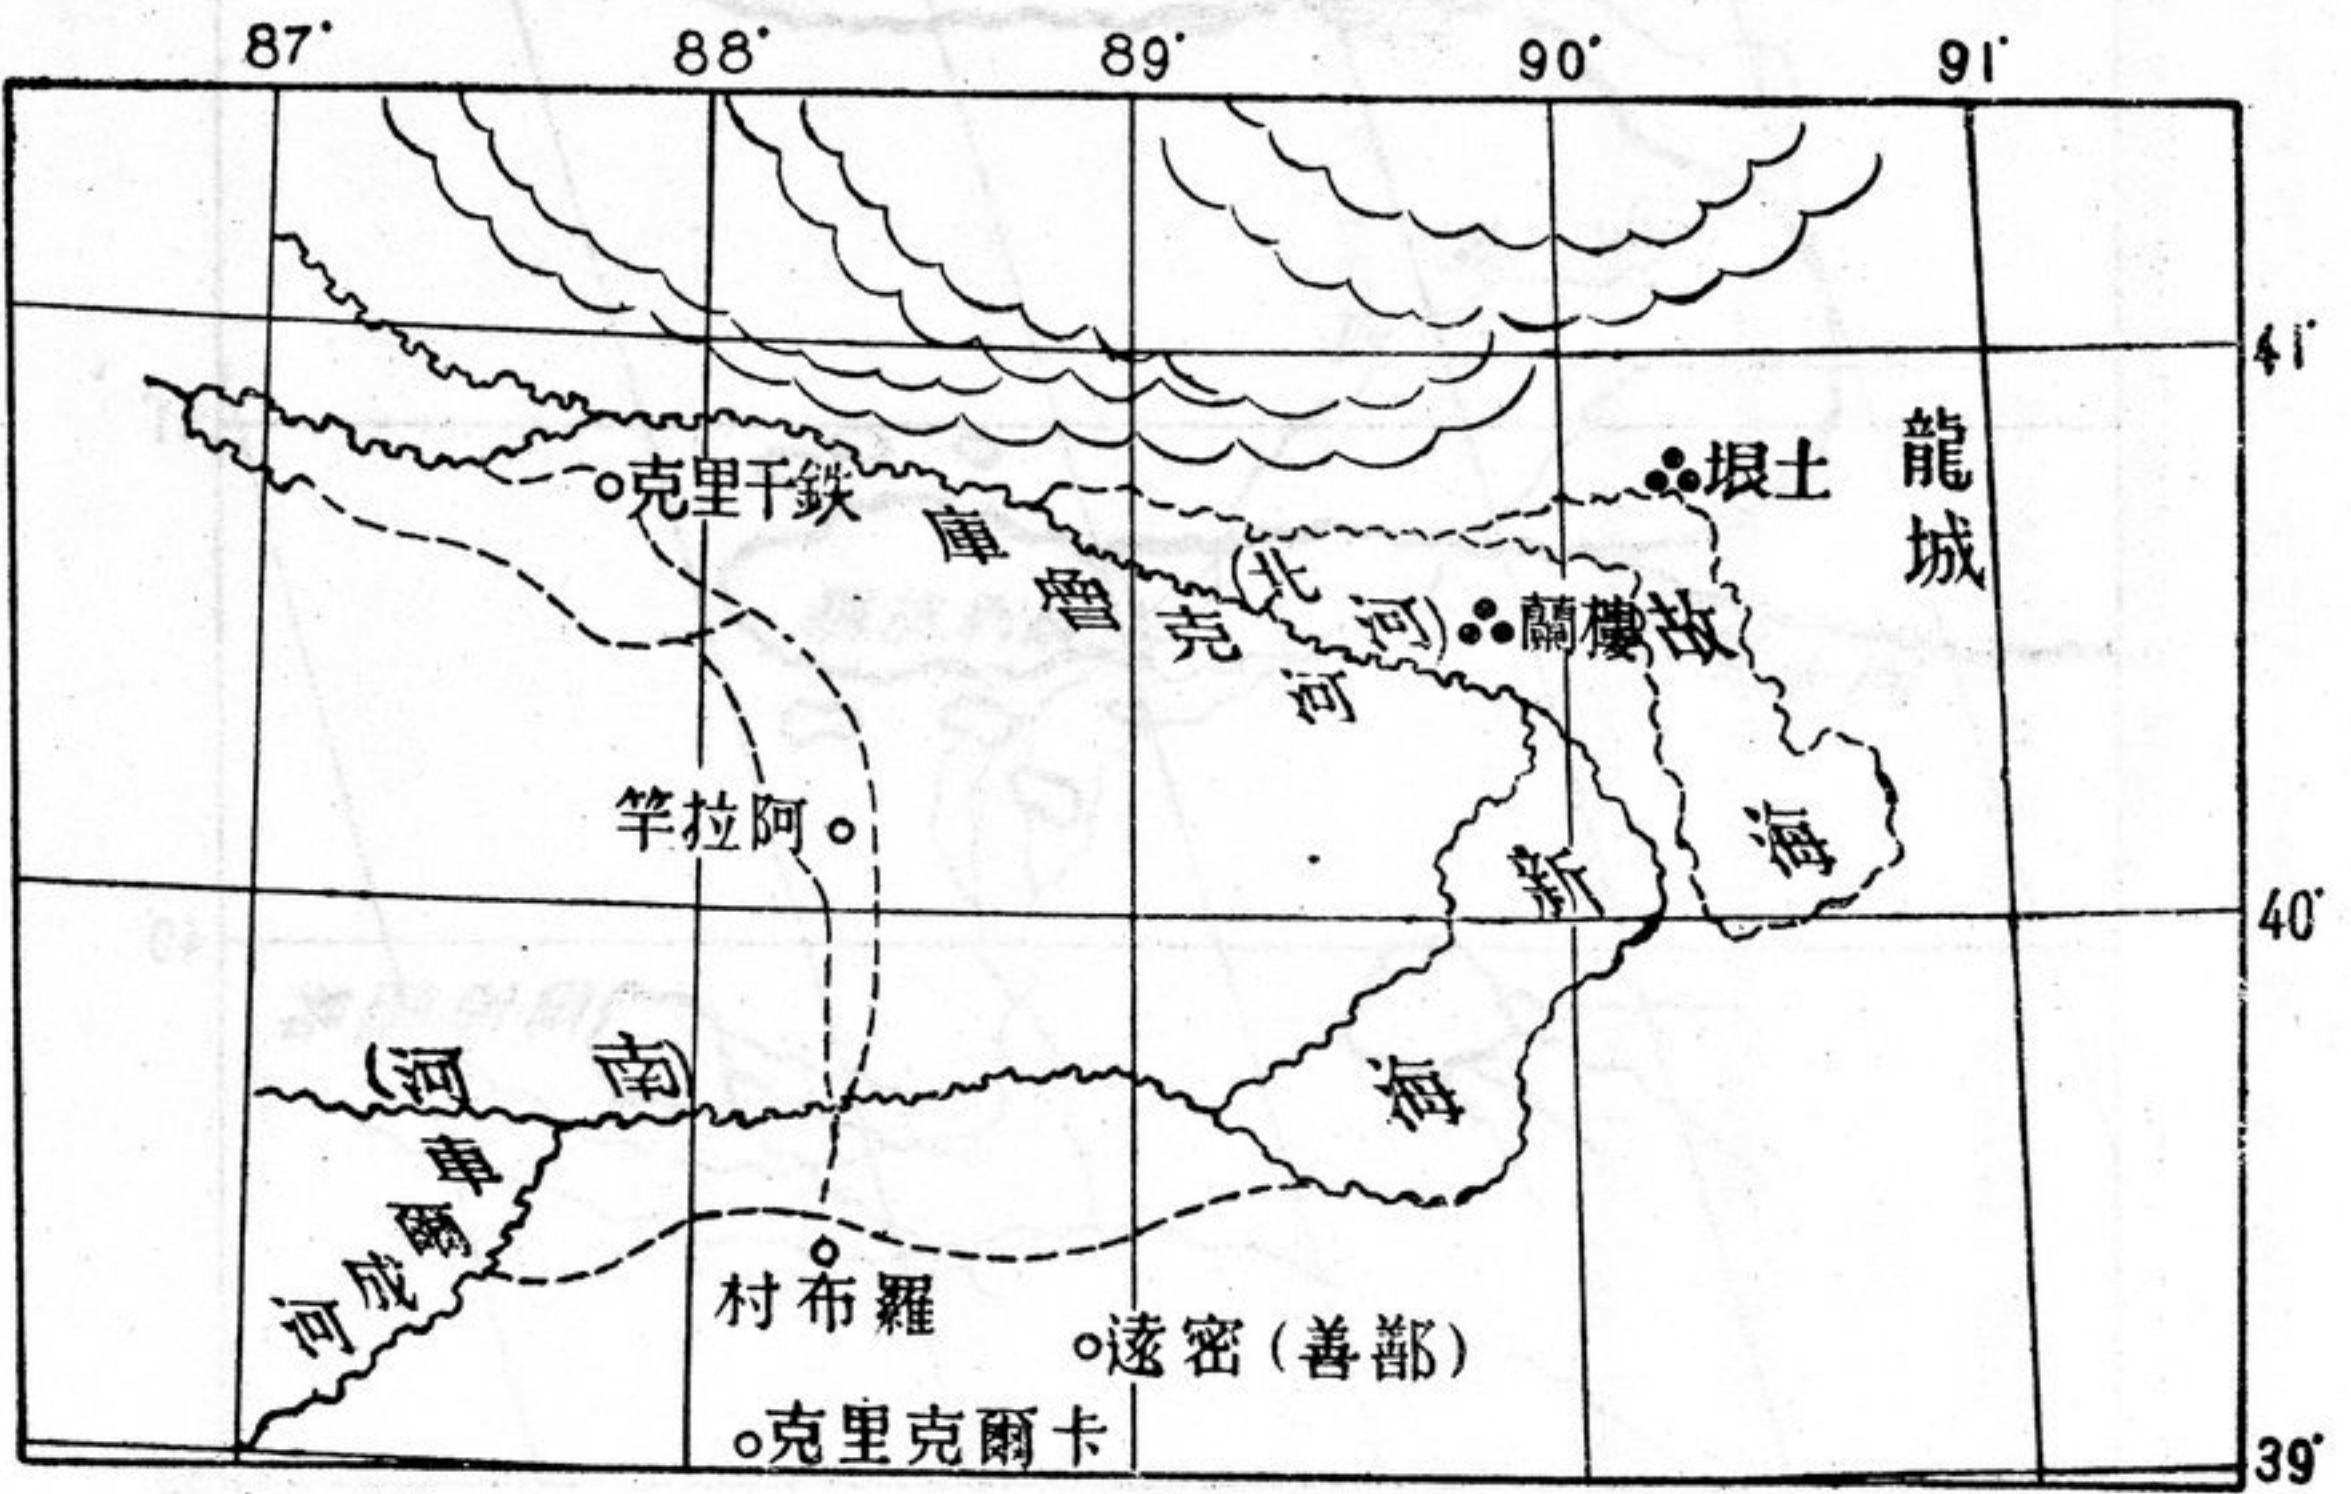 87°
88°
89°
90°
91°
41°
40°
39°
龍城
土垠
鉄干里克
庫魯克河
(北河)
樓蘭
故海
阿拉竿
新海
(南河)
車爾成河
羅布村
(鄯善)密逺
卡爾克里克